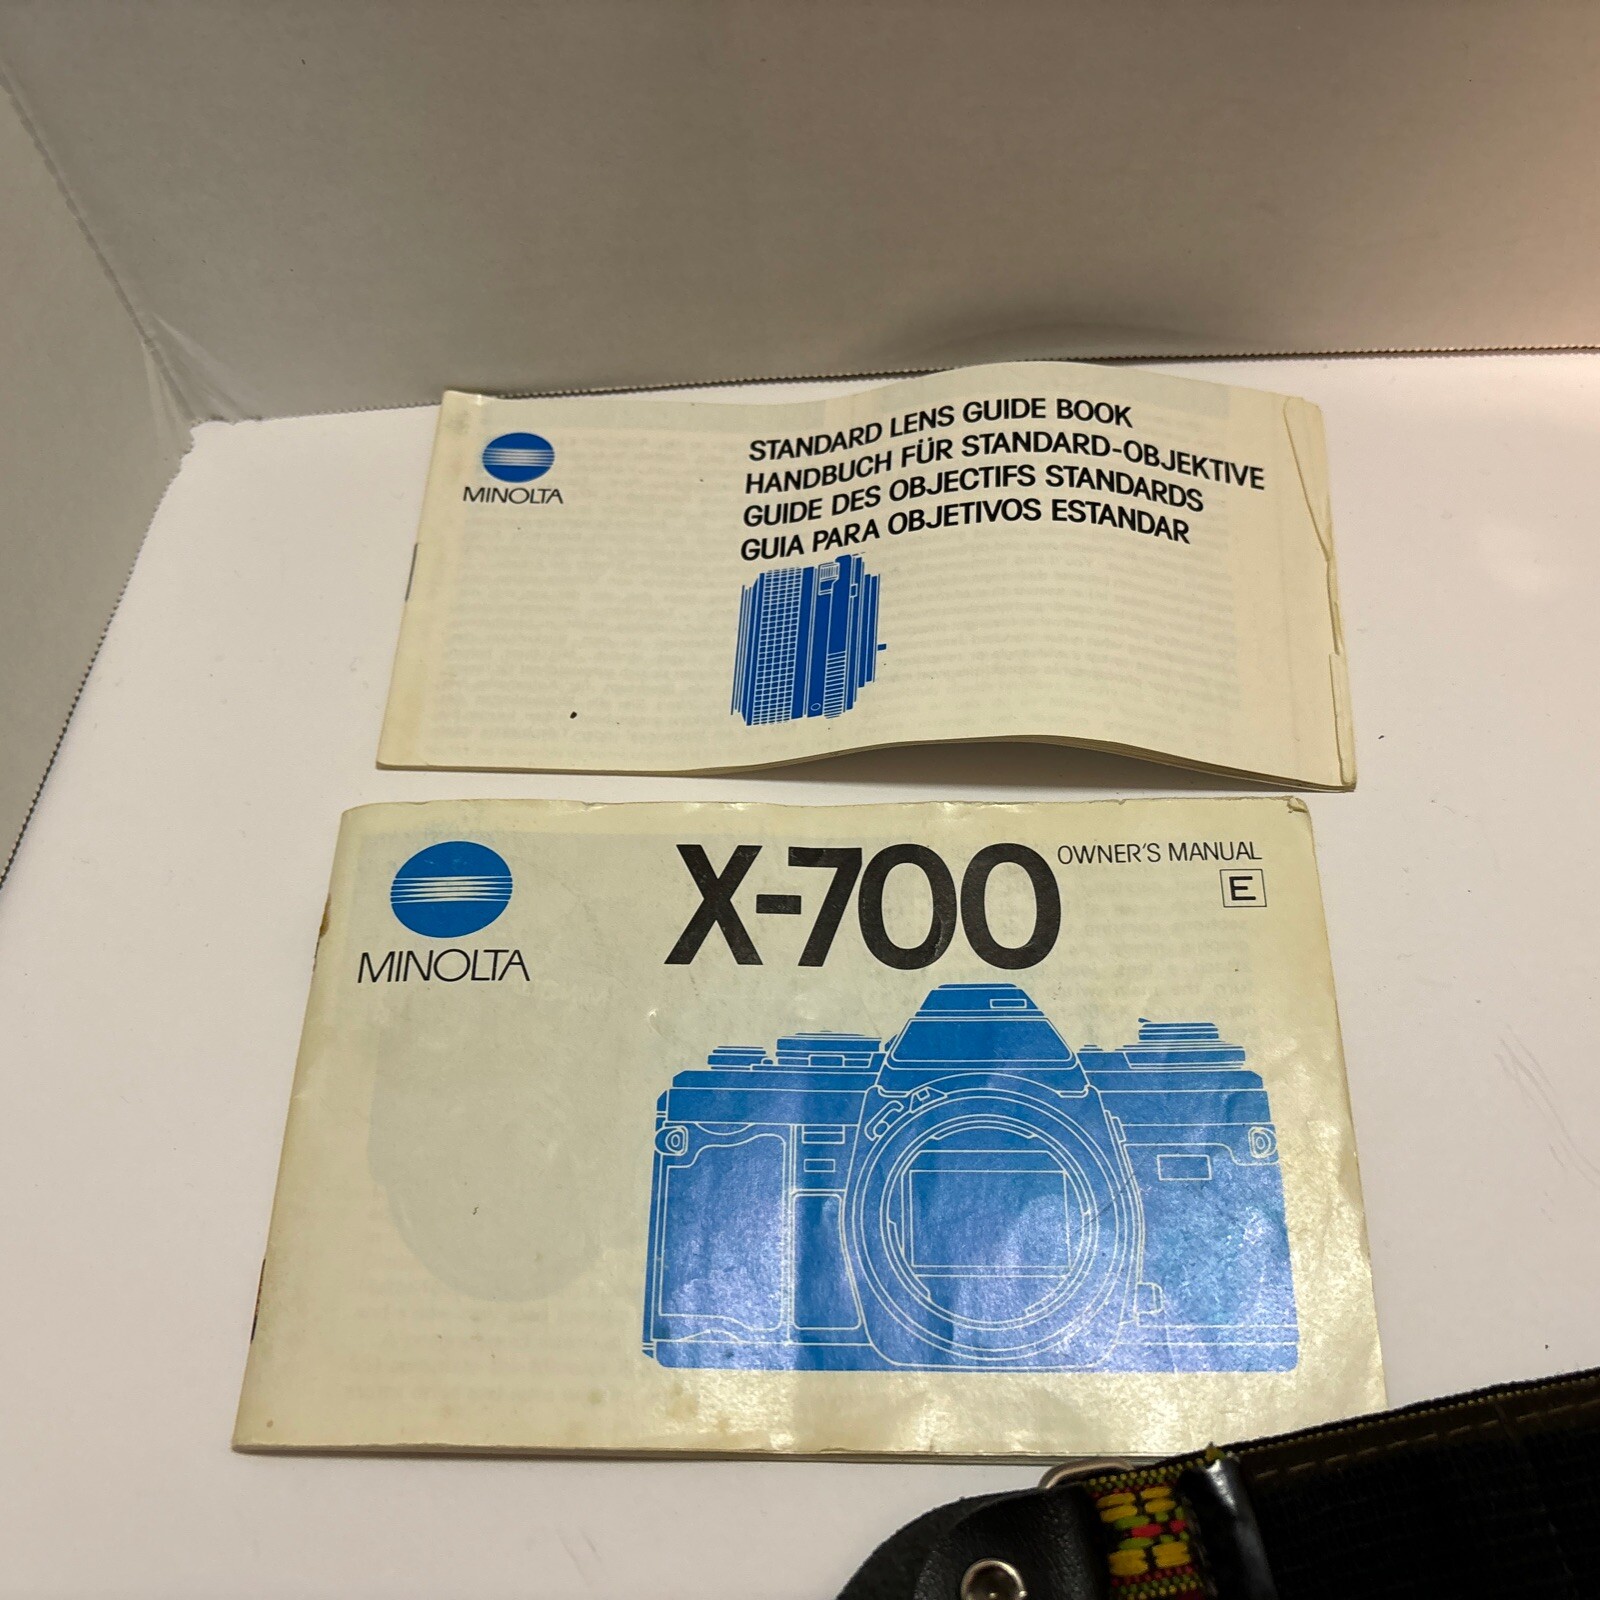 MINOLTA
STANDARD LENS GUIDE BOOK
HANDBUCH FÜR STANDARD-OBJEKTIVE
GUIDE DES OBJECTIFS STANDARDS
GUIA PARA OBJETIVOS ESTANDAR
MINOLTA
X-700
OWNER'S MANUAL
E